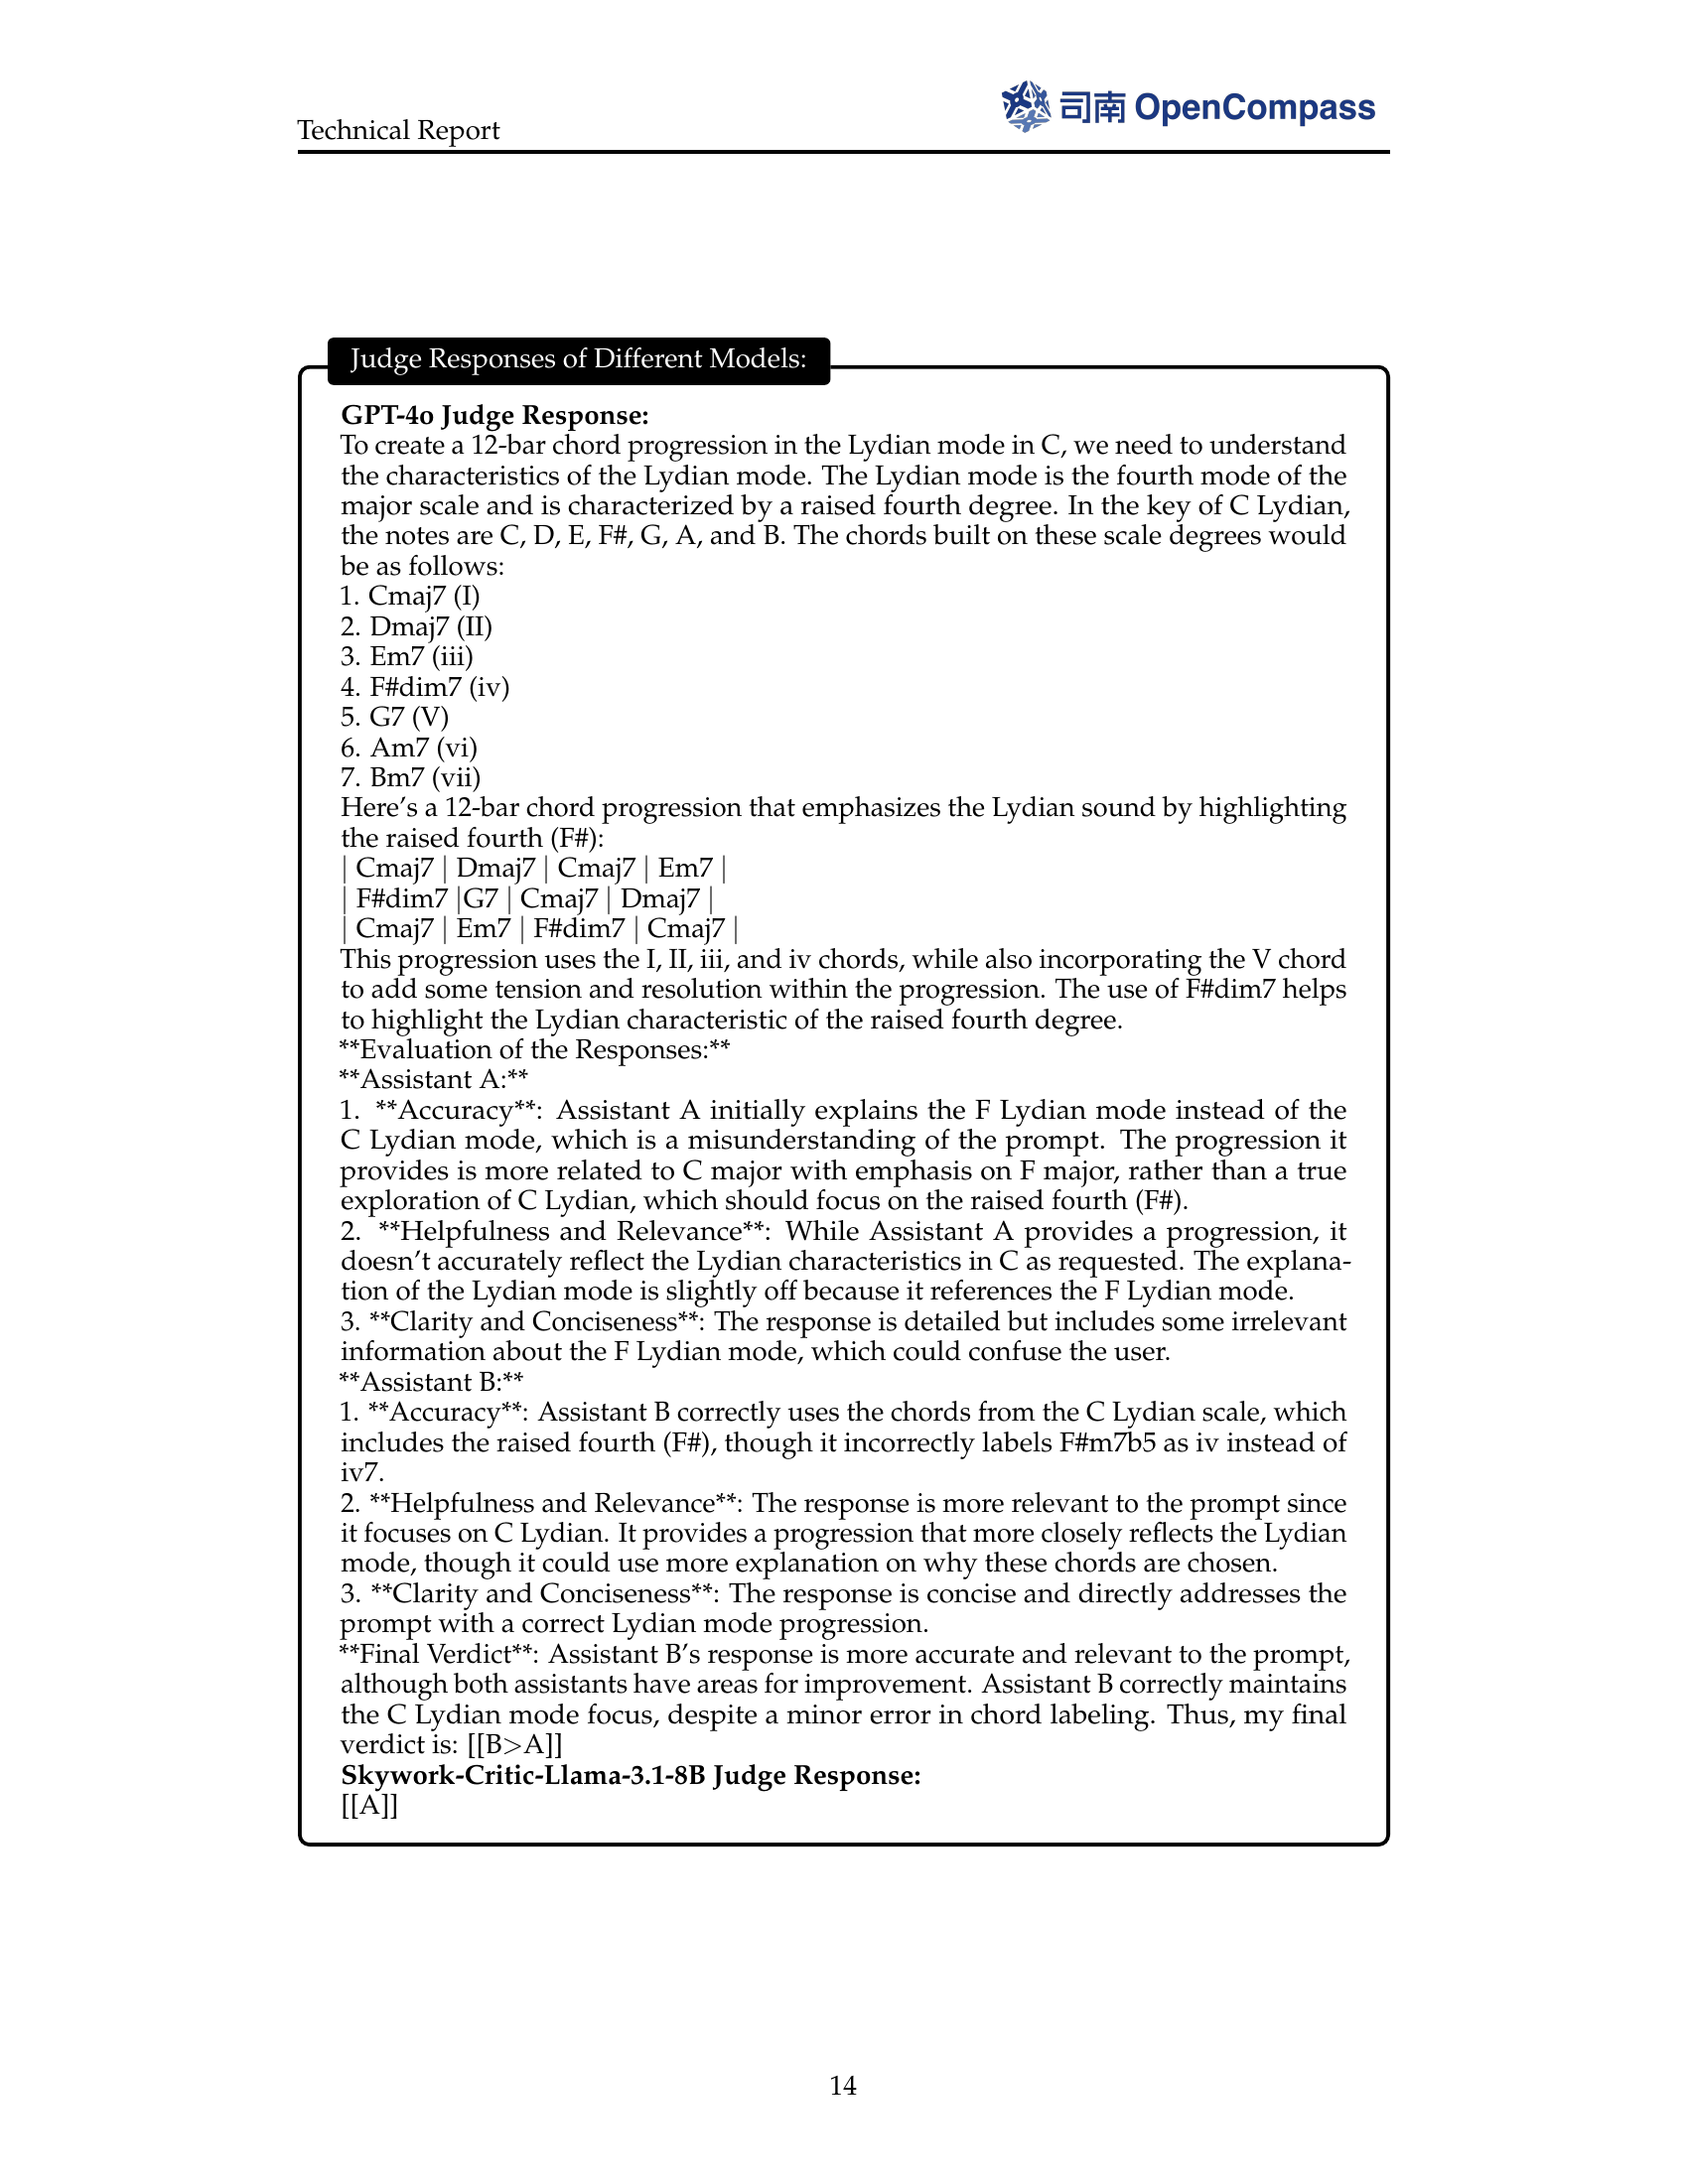 Technical Report
司南 OpenCompass
Judge Responses of Different Models:
GPT-4o Judge Response:
To create a 12-bar chord progression in the Lydian mode in C, we need to understand
the characteristics of the Lydian mode. The Lydian mode is the fourth mode of the
major scale and is characterized by a raised fourth degree. In the key of C Lydian,
the notes are C, D, E, F#, G, A, and B. The chords built on these scale degrees would
be as follows:
1. Cmaj7 (I)
2. Dmaj7 (II)
3. Em7 (iii)
4. F#dim7 (iv)
5. G7 (V)
6. Am7 (vi)
7. Bm7 (vii)
Here's a 12-bar chord progression that emphasizes the Lydian sound by highlighting
the raised fourth (F#):
| Cmaj7 | Dmaj7 | Cmaj7 | Em7 |
| F#dim7 |G7 | Cmaj7 | Dmaj7 |
| Cmaj7 | Em7 | F#dim7 | Cmaj7 |
This progression uses the I, II, iii, and iv chords, while also incorporating the V chord
to add some tension and resolution within the progression. The use of F#dim7 helps
to highlight the Lydian characteristic of the raised fourth degree.
**Evaluation of the Responses:**
**Assistant A:**
1. **Accuracy**: Assistant A initially explains the F Lydian mode instead of the
C Lydian mode, which is a misunderstanding of the prompt. The progression it
provides is more related to C major with emphasis on F major, rather than a true
exploration of C Lydian, which should focus on the raised fourth (F#).
2. **Helpfulness and Relevance**: While Assistant A provides a progression, it
doesn't accurately reflect the Lydian characteristics in C as requested. The explana-
tion of the Lydian mode is slightly off because it references the F Lydian mode.
3. **Clarity and Conciseness**: The response is detailed but includes some irrelevant
information about the F Lydian mode, which could confuse the user.
**Assistant B:**
1. **Accuracy**: Assistant B correctly uses the chords from the C Lydian scale, which
includes the raised fourth (F#), though it incorrectly labels F#m7b5 as iv instead of
iv7.
2. **Helpfulness and Relevance**: The response is more relevant to the prompt since
it focuses on C Lydian. It provides a progression that more closely reflects the Lydian
mode, though it could use more explanation on why these chords are chosen.
3. **Clarity and Conciseness**: The response is concise and directly addresses the
prompt with a correct Lydian mode progression.
**Final Verdict**: Assistant B's response is more accurate and relevant to the prompt,
although both assistants have areas for improvement. Assistant B correctly maintains
the C Lydian mode focus, despite a minor error in chord labeling. Thus, my final
verdict is: [[B>A]]
Skywork-Critic-Llama-3.1-8B Judge Response:
[[A]]
14